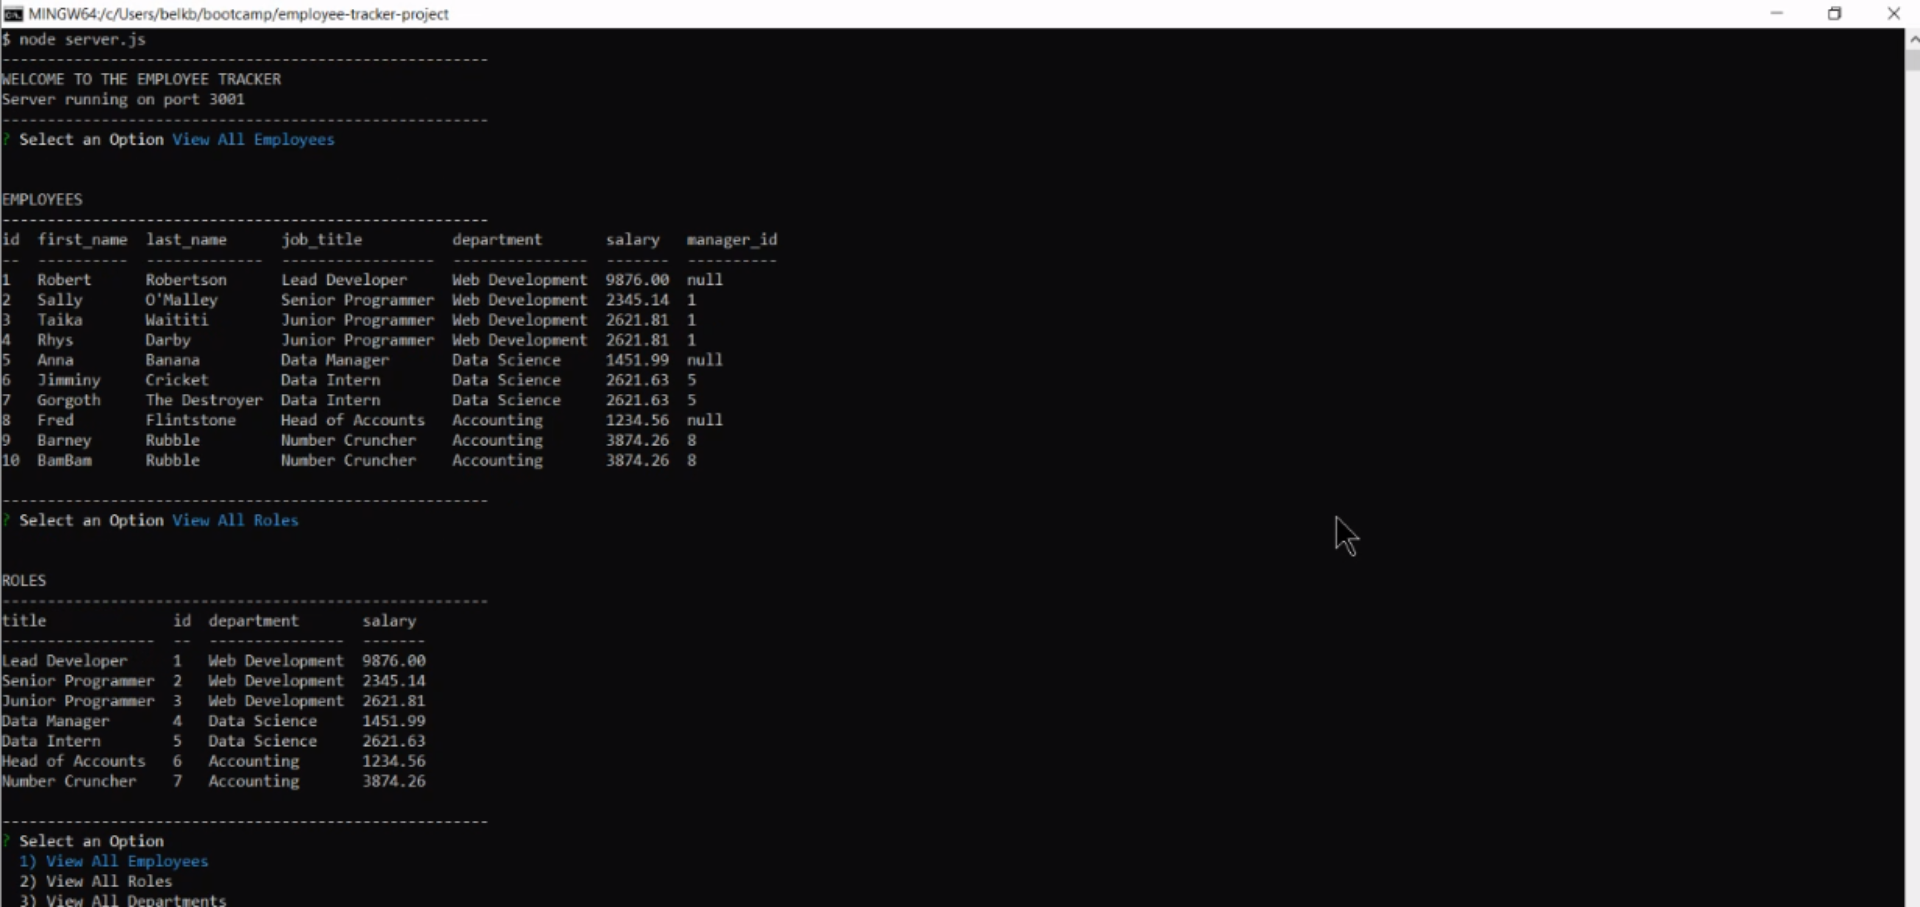 MINGW64:/c/Users/belkb/bootcamp/employee-tracker-project
$ node server.js
------------------------------------------------------
WELCOME TO THE EMPLOYEE TRACKER
Server running on port 3001
------------------------------------------------------
? Select an Option View All Employees
EMPLOYEES
------------------------------------------------------
id  first_name  last_name      job_title          department       salary   manager_id
--  ----------  -------------  -----------------  ---------------  -------  ----------
1   Robert      Robertson      Lead Developer     Web Development  9876.00  null
2   Sally       O'Malley       Senior Programmer  Web Development  2345.14  1
3   Taika       Waititi        Junior Programmer  Web Development  2621.81  1
4   Rhys        Darby          Junior Programmer  Web Development  2621.81  1
5   Anna        Banana         Data Manager       Data Science     1451.99  null
6   Jimminy     Cricket        Data Intern        Data Science     2621.63  5
7   Gorgoth     The Destroyer  Data Intern        Data Science     2621.63  5
8   Fred        Flintstone     Head of Accounts   Accounting       1234.56  null
9   Barney      Rubble         Number Cruncher    Accounting       3874.26  8
10  BamBam      Rubble         Number Cruncher    Accounting       3874.26  8
------------------------------------------------------
? Select an Option View All Roles
ROLES
------------------------------------------------------
title              id  department       salary
-----------------  --  ---------------  -------
Lead Developer     1   Web Development  9876.00
Senior Programmer  2   Web Development  2345.14
Junior Programmer  3   Web Development  2621.81
Data Manager       4   Data Science     1451.99
Data Intern        5   Data Science     2621.63
Head of Accounts   6   Accounting       1234.56
Number Cruncher    7   Accounting       3874.26
------------------------------------------------------
? Select an Option
1) View All Employees
2) View All Roles
3) View All Departments